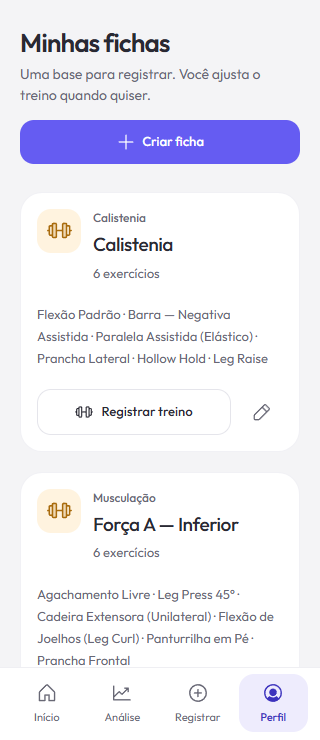 Minhas fichas
Uma base para registrar. Você ajusta o
treino quando quiser.
Criar ficha
Calistenia
Calistenia
6 exercícios
Flexão Padrão · Barra — Negativa
Assistida · Paralela Assistida (Elástico) ·
Prancha Lateral · Hollow Hold · Leg Raise
Registrar treino
Musculação
Força A — Inferior
6 exercícios
Agachamento Livre · Leg Press 45° ·
Cadeira Extensora (Unilateral) · Flexão de
Joelhos (Leg Curl) · Panturrilha em Pé ·
Prancha Frontal
Início
Análise
Registrar
Perfil